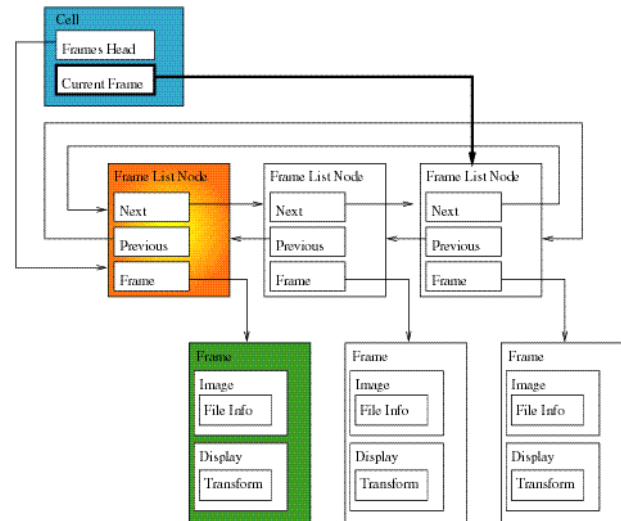 Cell
Frames Head
Current Frame
Frame List Node
Next
Previous
Frame
Frame List Node
Next
Previous
Frame
Frame List Node
Next
Previous
Frame
Frame
Image
File Info
Display
Transform
Frame
Image
File Info
Display
Transform
Frame
Image
File Info
Display
Transform